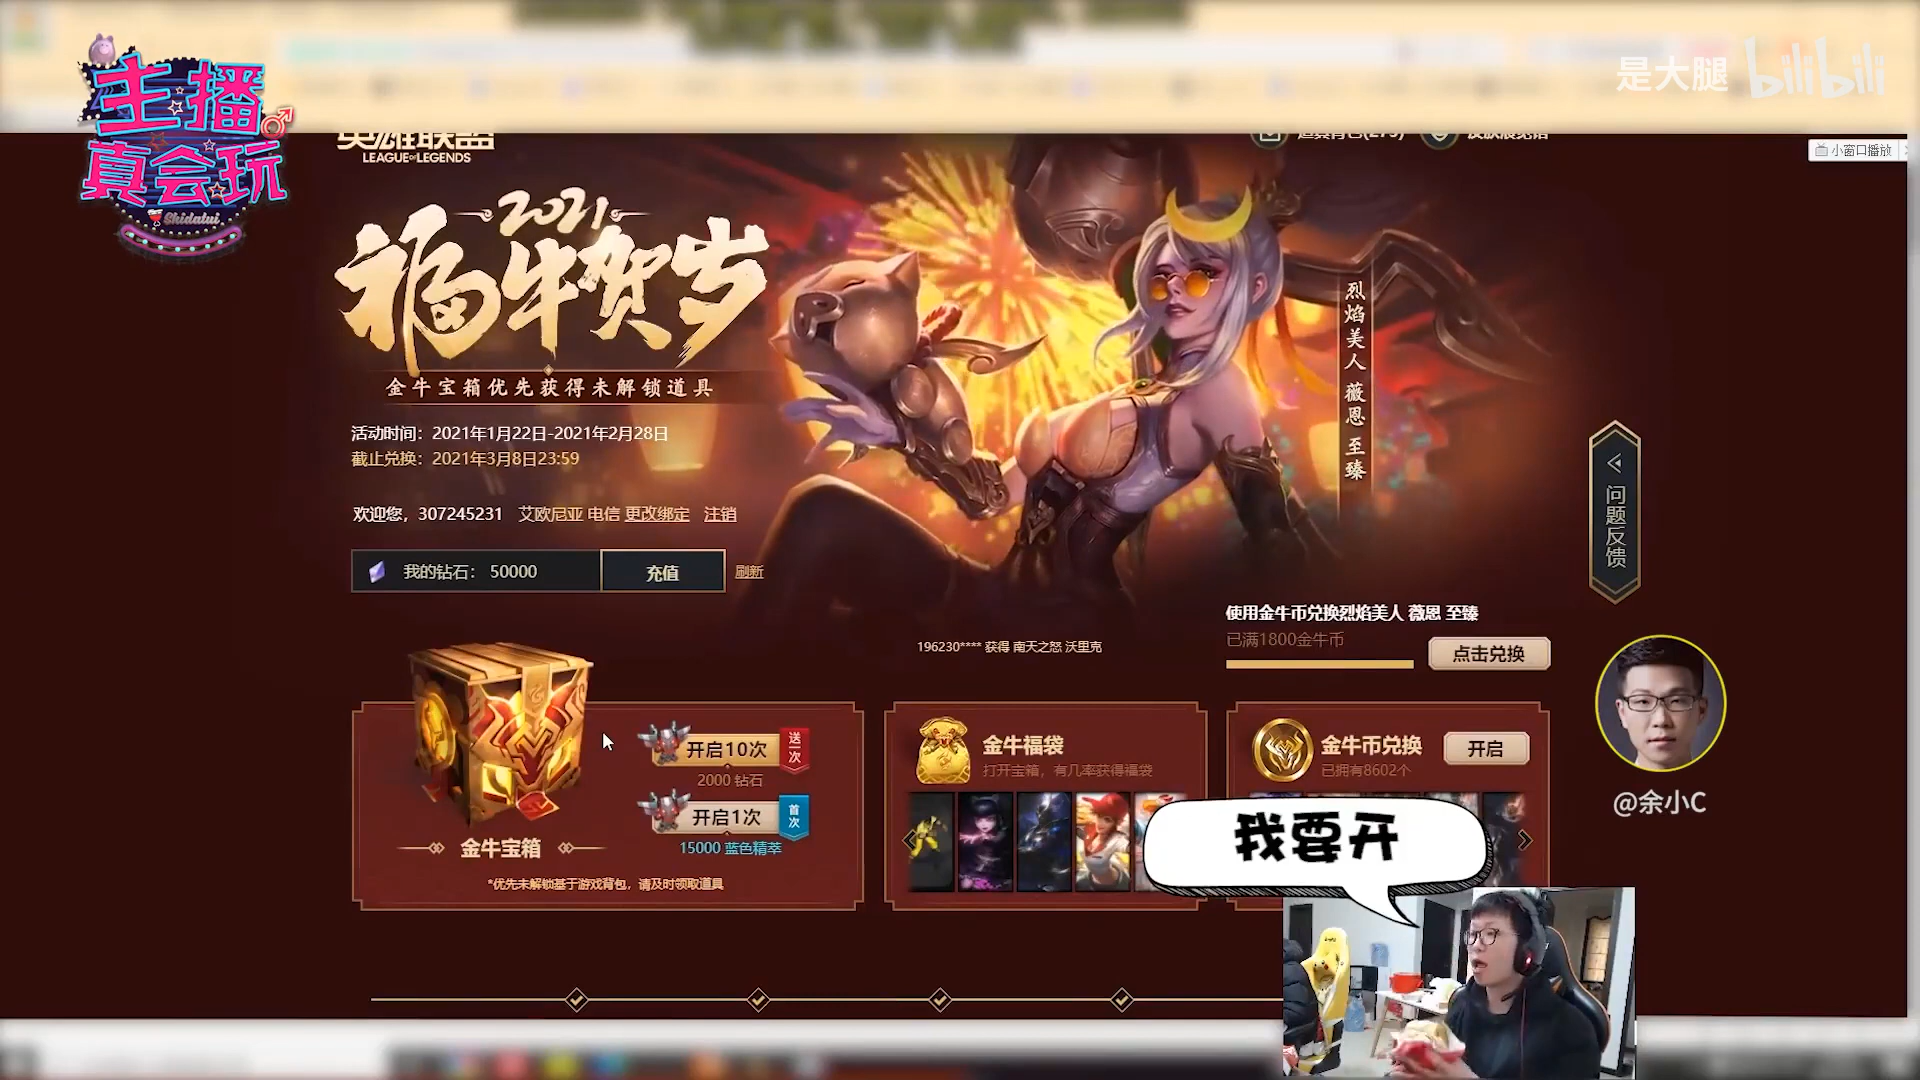 主播
真会玩
Shidatui
是大腿 bilibili
小窗口播放
英雄联盟
LEAGUE OF LEGENDS
2021
福牛贺岁
金牛宝箱优先获得未解锁道具
活动时间：2021年1月22日-2021年2月28日
截止兑换：2021年3月8日23:59
欢迎您，307245231 艾欧尼亚 电信 更改绑定 注销
我的钻石： 50000
充值
刷新
烈焰美人 薇恩 至臻
问题反馈
使用金牛币兑换烈焰美人 薇恩 至臻
已满1800金牛币
点击兑换
196230**** 获得 南天之怒 沃里克
开启10次
送一次
2000 钻石
开启1次
首次
15000 蓝色精萃
金牛宝箱
*优先未解锁基于游戏背包，请及时领取道具
金牛福袋
打开宝箱，有几率获得福袋
金牛币兑换
已拥有8602个
开启
@余小C
我要开